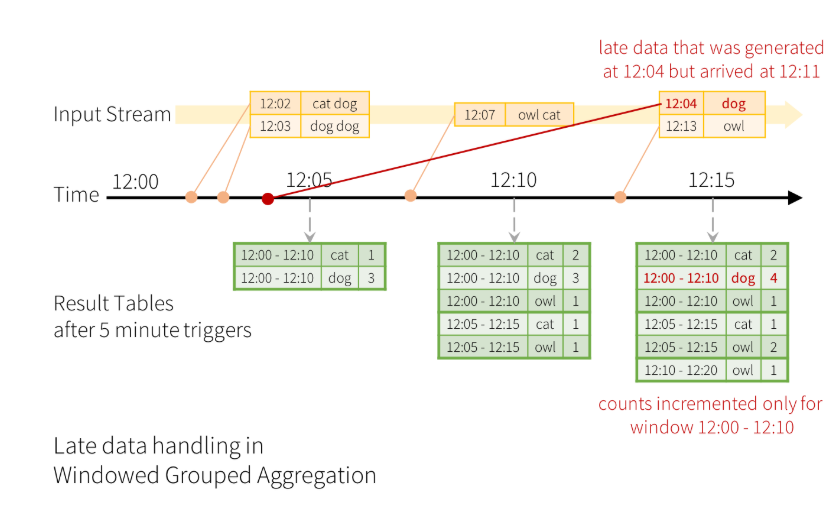 late data that was generated
at 12:04 but arrived at 12:11
Input Stream
12:02 cat dog
12:03 dog dog
12:07 owl cat
12:04 dog
12:13 owl
Time
12:00
12:05
12:10
12:15
12:00 - 12:10 cat 1
12:00 - 12:10 dog 3
12:00 - 12:10 cat 2
12:00 - 12:10 dog 3
12:00 - 12:10 owl 1
12:05 - 12:15 cat 1
12:05 - 12:15 owl 1
12:00 - 12:10 cat 2
12:00 - 12:10 dog 4
12:00 - 12:10 owl 1
12:05 - 12:15 cat 1
12:05 - 12:15 owl 2
12:10 - 12:20 owl 1
Result Tables
after 5 minute triggers
counts incremented only for
window 12:00 - 12:10
Late data handling in
Windowed Grouped Aggregation